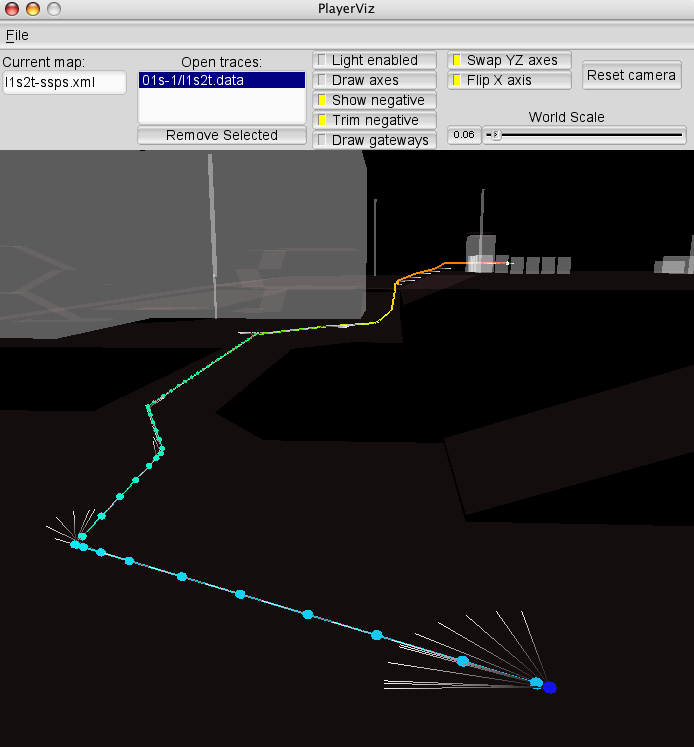 PlayerViz
File
Current map:
l1s2t-ssps.xml
Open traces:
01s-1/l1s2t.data
Remove Selected
Light enabled
Draw axes
Show negative
Trim negative
Draw gateways
Swap YZ axes
Flip X axis
Reset camera
World Scale
0.06